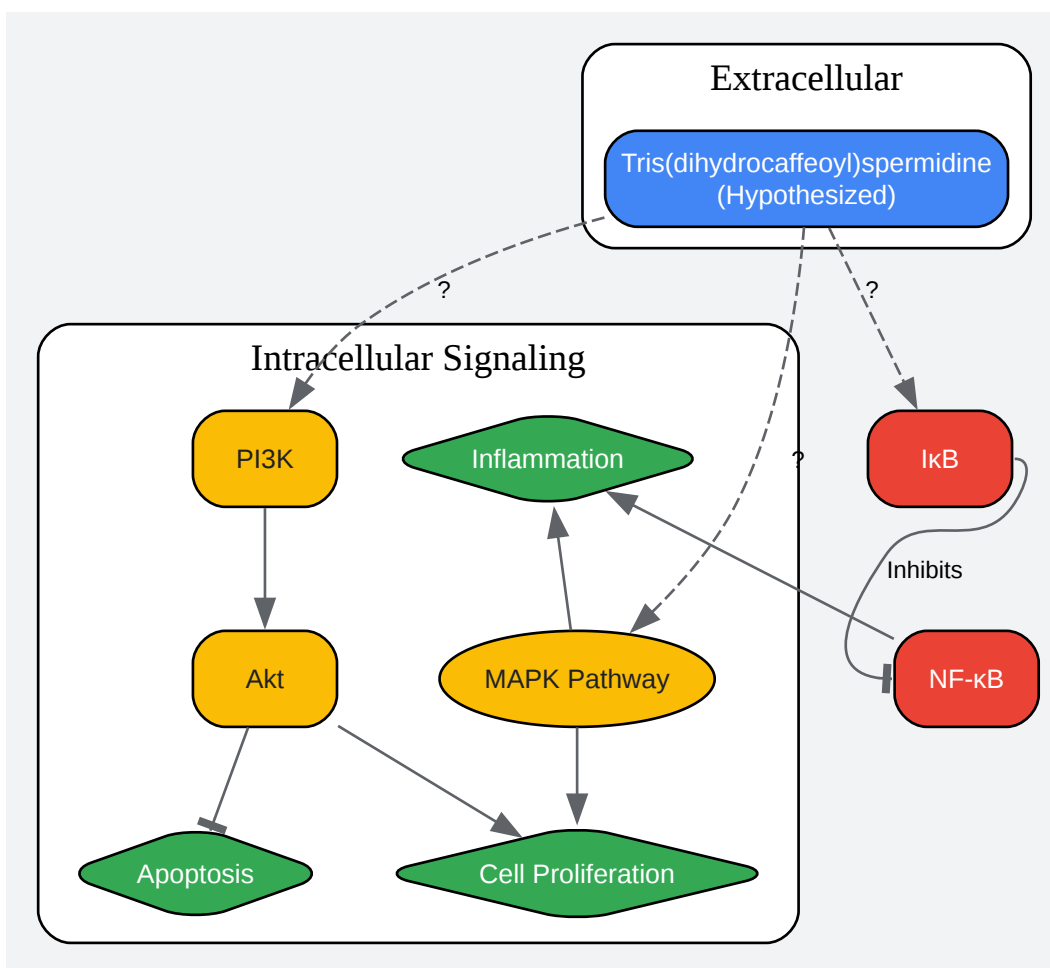 Extracellular
Tris(dihydrocaffeoyl)spermidine
(Hypothesized)
?
?
Intracellular Signaling
PI3K
Inflammation
?
IκB
Inhibits
Akt
MAPK Pathway
NF-κB
Apoptosis
Cell Proliferation